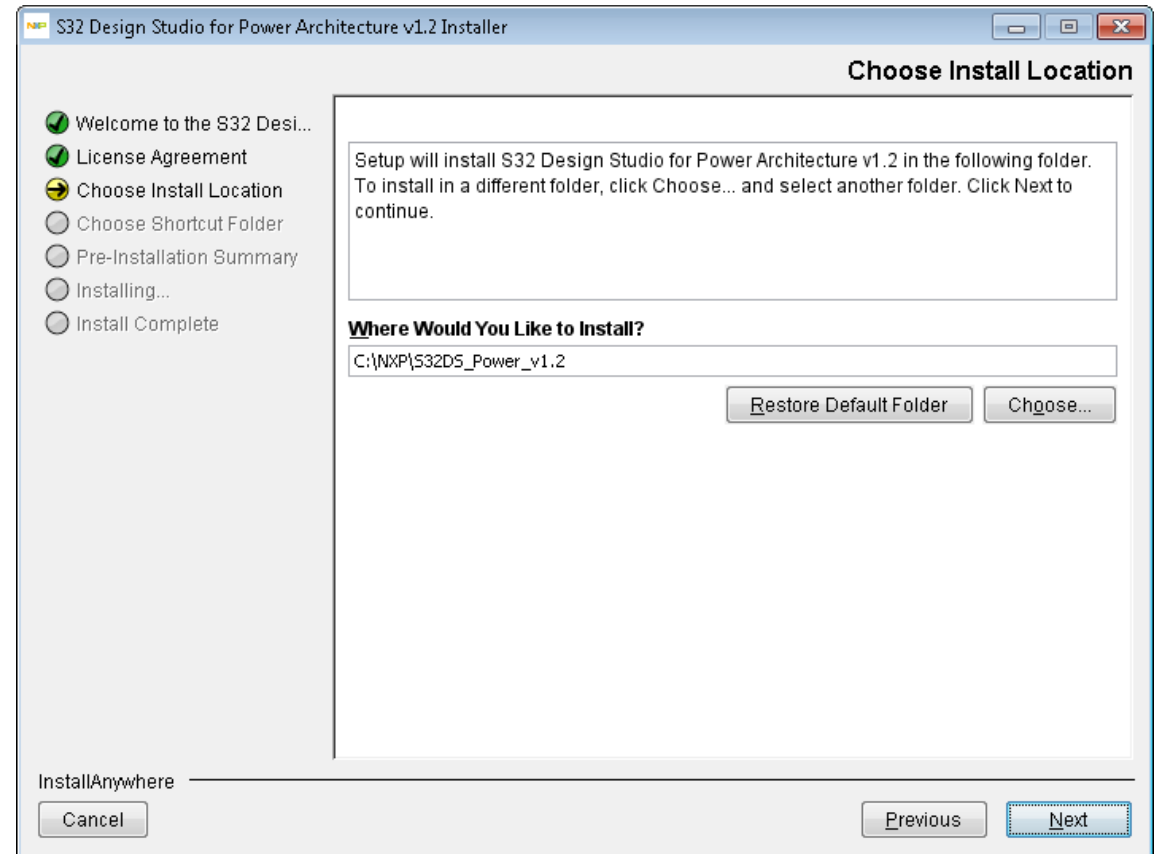 NXP S32 Design Studio for Power Architecture v1.2 Installer
Choose Install Location
Welcome to the S32 Desi...
License Agreement
Choose Install Location
Choose Shortcut Folder
Pre-Installation Summary
Installing...
Install Complete
Setup will install S32 Design Studio for Power Architecture v1.2 in the following folder.
To install in a different folder, click Choose... and select another folder. Click Next to
continue.
Where Would You Like to Install?
C:\NXP\S32DS_Power_v1.2
Restore Default Folder Choose...
InstallAnywhere
Cancel Previous Next